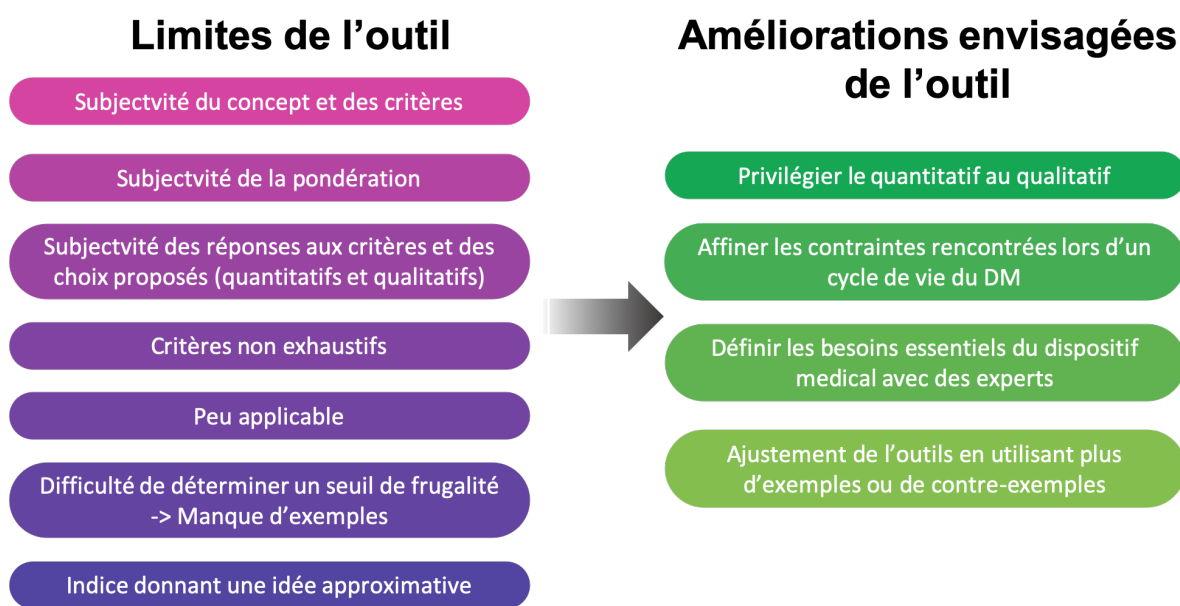 Limites de l’outil
Subjectvité du concept et des critères
Subjectvité de la pondération
Subjectvité des réponses aux critères et des
choix proposés (quantitatifs et qualitatifs)
Critères non exhaustifs
Peu applicable
Difficulté de déterminer un seuil de frugalité
-> Manque d’exemples
Indice donnant une idée approximative
Améliorations envisagées
de l’outil
Privilégier le quantitatif au qualitatif
Affiner les contraintes rencontrées lors d’un
cycle de vie du DM
Définir les besoins essentiels du dispositif
medical avec des experts
Ajustement de l’outils en utilisant plus
d’exemples ou de contre-exemples